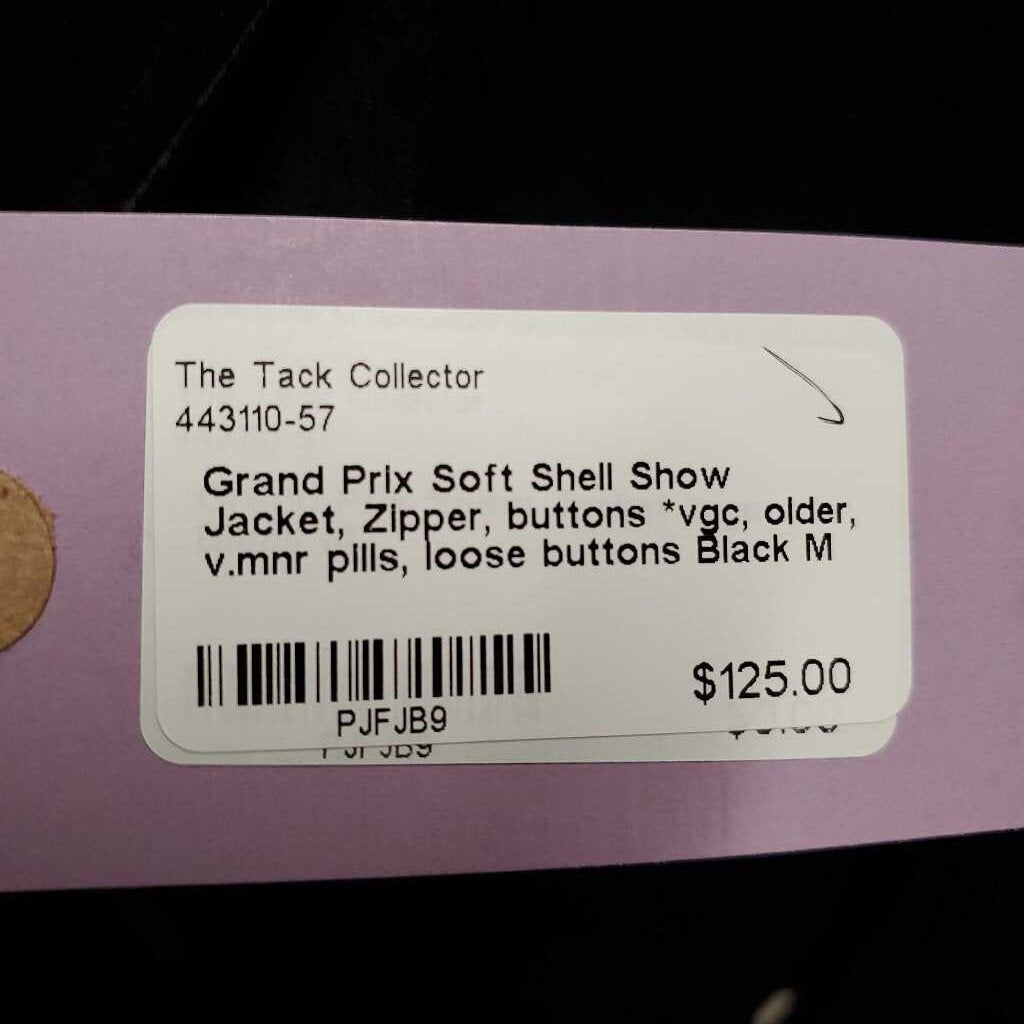 The Tack Collector
443110-57
Grand Prix Soft Shell Show
Jacket, Zipper, buttons *vgc, older,
v.mnr pills, loose buttons Black M
$125.00
PJFJB9
PJFJB9